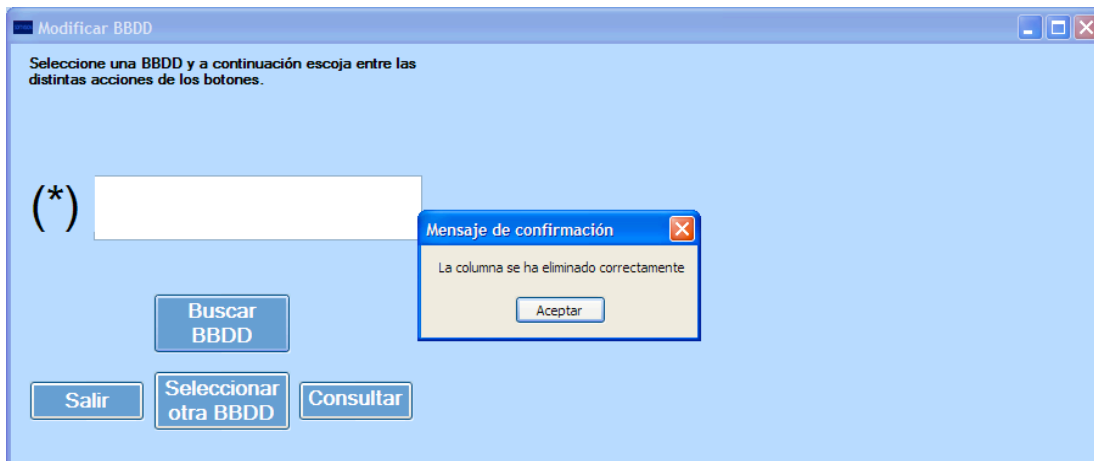 Modificar BBDD
Seleccione una BBDD y a continuación escoja entre las
distintas acciones de los botones.
(*)
Mensaje de confirmación
La columna se ha eliminado correctamente
Aceptar
Buscar
BBDD
Salir
Seleccionar
otra BBDD
Consultar